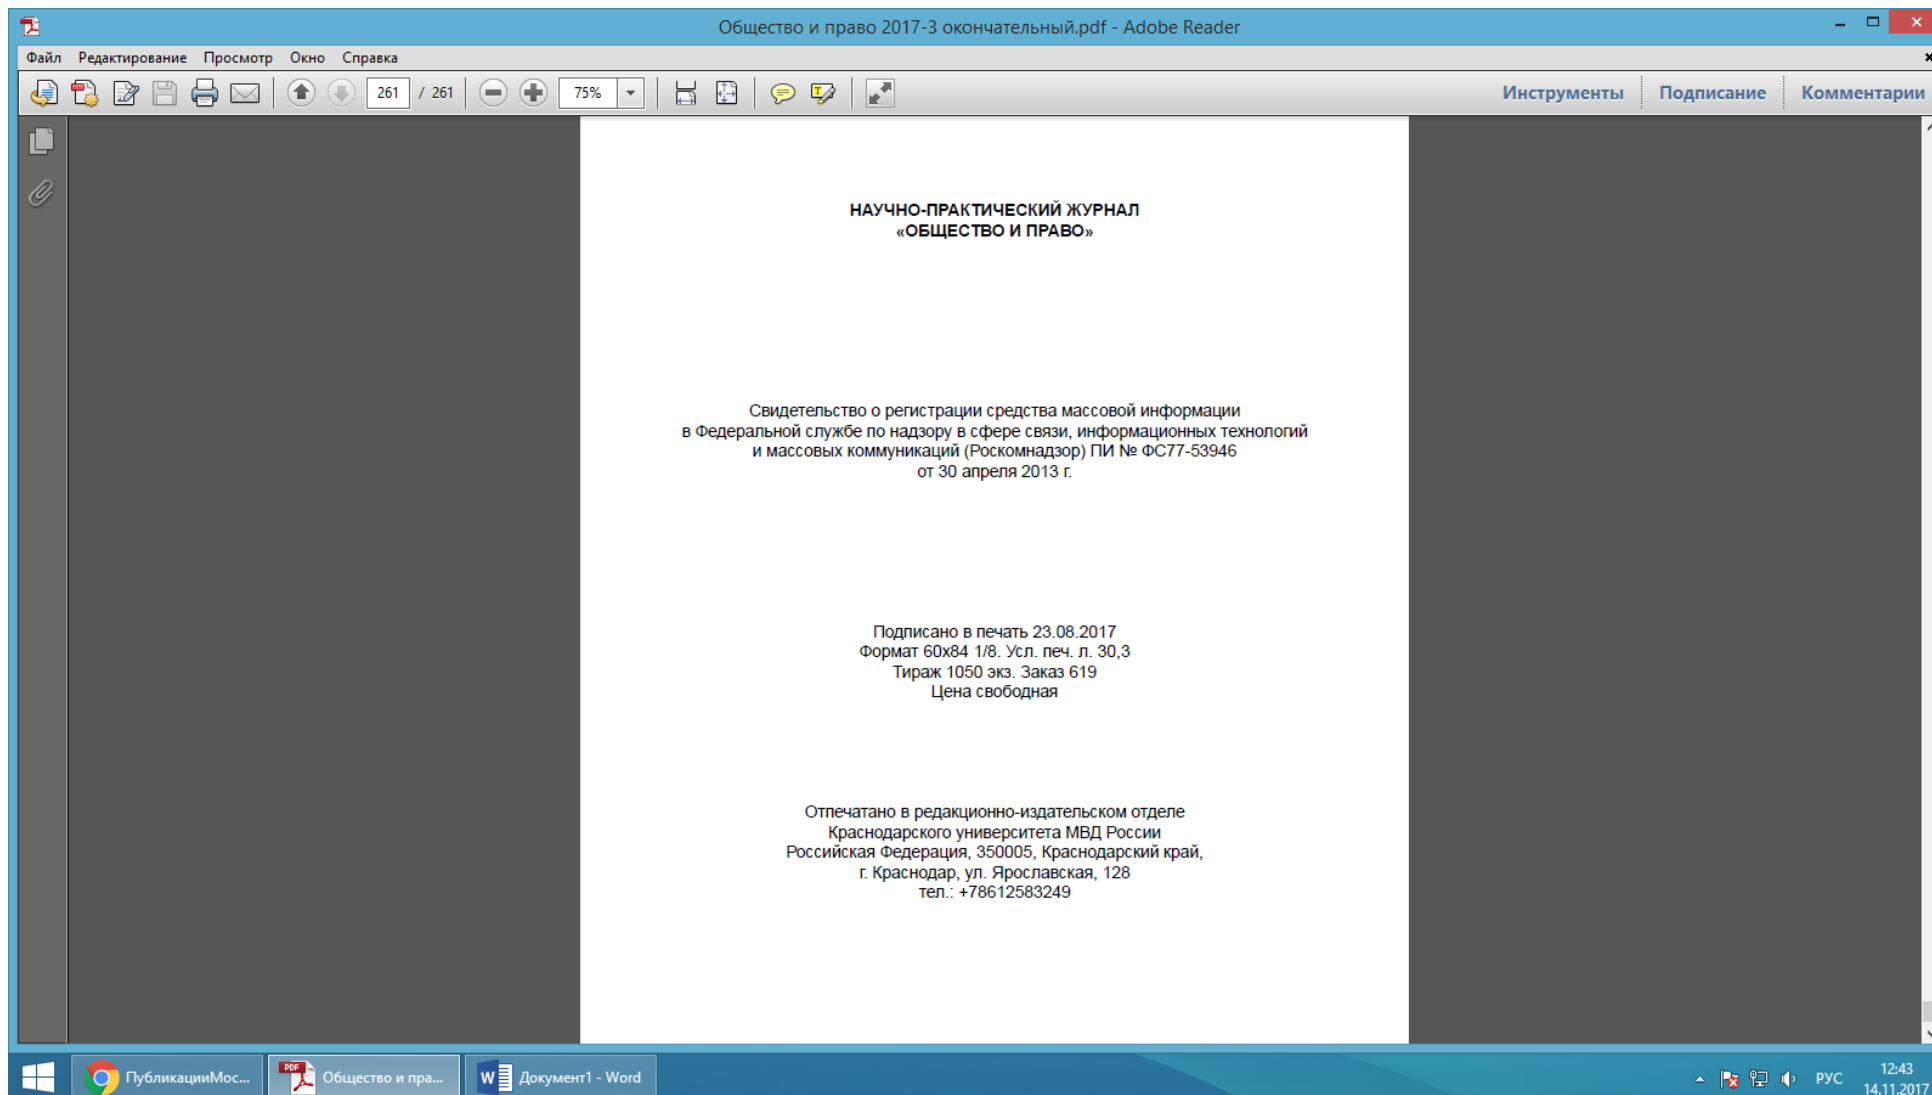 Общество и право 2017-3 окончательный.pdf - Adobe Reader
Файл Редактирование Просмотр Окно Справка
261 / 261 75% Инструменты Подписание Комментарии
НАУЧНО-ПРАКТИЧЕСКИЙ ЖУРНАЛ
«ОБЩЕСТВО И ПРАВО»
Свидетельство о регистрации средства массовой информации
в Федеральной службе по надзору в сфере связи, информационных технологий
и массовых коммуникаций (Роскомнадзор) ПИ № ФС77-53946
от 30 апреля 2013 г.
Подписано в печать 23.08.2017
Формат 60х84 1/8. Усл. печ. л. 30,3
Тираж 1050 экз. Заказ 619
Цена свободная
Отпечатано в редакционно-издательском отделе
Краснодарского университета МВД России
Российская Федерация, 350005, Краснодарский край,
г. Краснодар, ул. Ярославская, 128
тел.: +78612583249
ПубликацииМос... Общество и пра... Документ1 - Word РУС 12:43
14.11.2017